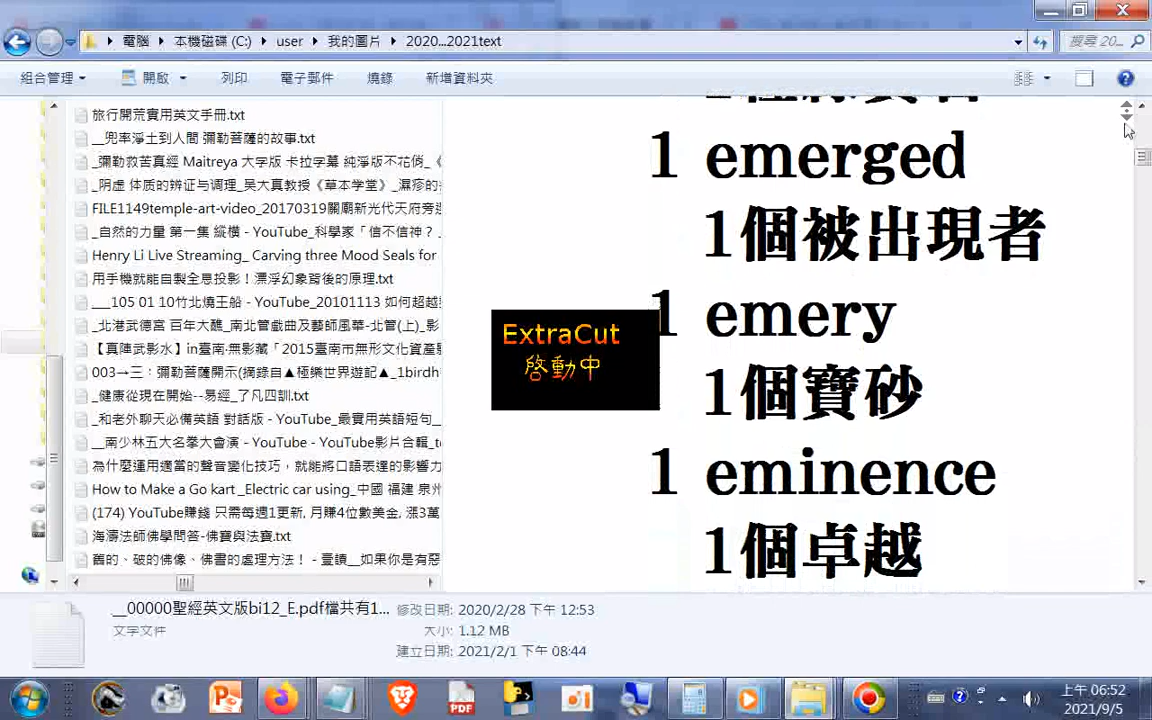 電腦 本機磁碟 (C:) user 我的圖片 2020...2021text
搜尋 20...
組合管理 開啟 列印 電子郵件 燒錄 新增資料夾
旅行開荒實用英文手冊.txt
__兜率淨土到人間 彌勒菩薩的故事.txt
_彌勒救苦真經 Maitreya 大字版 卡拉字幕 純淨版不花俏_《
_阴虚 体质的辨证与调理_吴大真教授《草本学堂》_濕疹的
FILE1149temple-art-video_20170319關廟新光代天府旁
_自然的力量 第一集 縱橫 - YouTube_科學家「信不信神？」
Henry Li Live Streaming_ Carving three Mood Seals for
用手機就能自製全息投影！漂浮幻象背後的原理.txt
___105 01 10竹北燒王船 - YouTube_20101113 如何超越
_北港武德宮 百年大醮_南北管戲曲及藝師風華-北管(上)_影
【真陣武影水】in臺南·無影藏「2015臺南市無形文化資產
003→三：彌勒菩薩開示(摘錄自▲極樂世界遊記▲_1birdh
_健康從現在開始--易經_了凡四訓.txt
_和老外聊天必備英語 對話版 - YouTube_最實用英語短句__
__南少林五大名拳大會演 - YouTube - YouTube影片合輯_to
為什麼運用適當的聲音變化技巧，就能將口語表達的影響力
How to Make a Go kart _Electric car using_中國 福建 泉州
(174) YouTube賺錢 只需每週1更新, 月賺4位數美金, 漲3萬
海濤法師佛學問答-佛寶與法寶.txt
舊的、破的佛像、佛書的處理方法！ - 壹讀__如果你是有惡
1 emerged
1個被出現者
1 emery
1個寶砂
1 eminence
1個卓越
ExtraCut
啓動中
__00000聖經英文版bi12_E.pdf檔共有1... 修改日期: 2020/2/28 下午 12:53
文字文件 大小: 1.12 MB
建立日期: 2021/2/1 下午 08:44
PDF
上午 06:52
2021/9/5